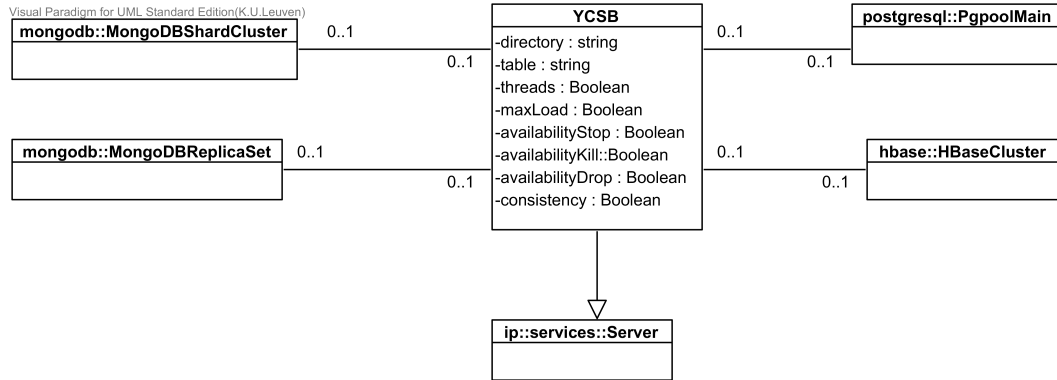 Visual Paradigm for UML Standard Edition(K.U.Leuven)
mongodb::MongoDBShardCluster
0..1
0..1
YCSB
-directory : string
-table : string
-threads : Boolean
-maxLoad : Boolean
-availabilityStop : Boolean
-availabilityKill::Boolean
-availabilityDrop : Boolean
-consistency : Boolean
0..1
0..1
postgresql::PgpoolMain
mongodb::MongoDBReplicaSet
0..1
0..1
0..1
0..1
hbase::HBaseCluster
ip::services::Server